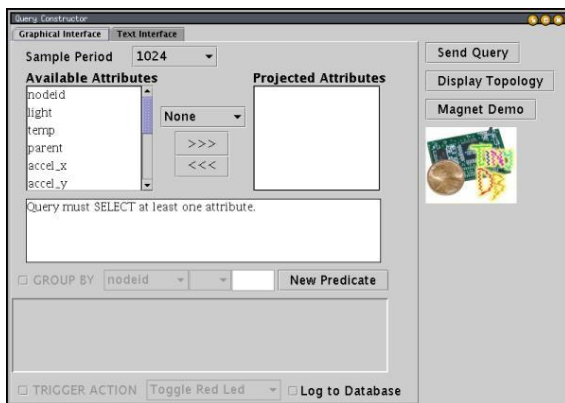 Query Constructor
Graphical Interface Text Interface
Sample Period 1024
Send Query
Available Attributes Projected Attributes
Display Topology
nodeid
light
temp
parent
accel_x
accel_y
None
>>>
<<<
Magnet Demo
Tiny
DB
Query must SELECT at least one attribute.
GROUP BY nodeid New Predicate
TRIGGER ACTION Toggle Red Led Log to Database